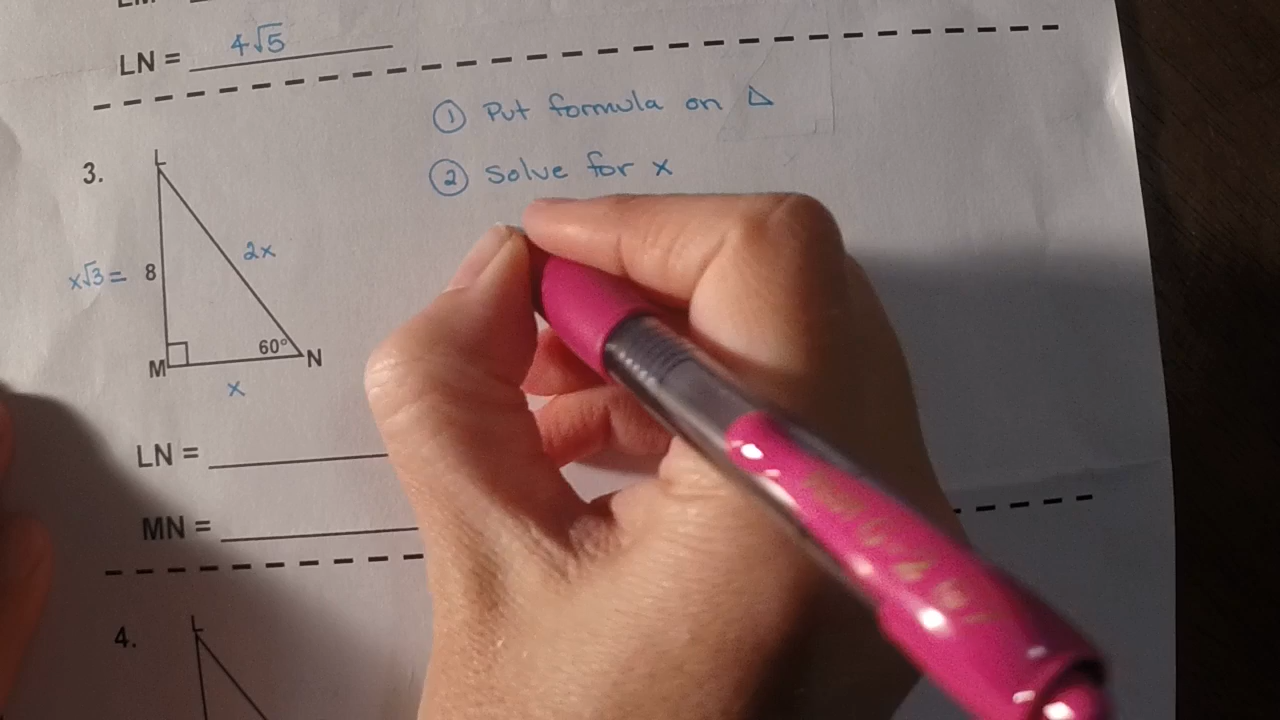 LN = 4√5
① Put formula on △
② Solve for x
3.
L
2x
x√3 = 8
60°
M
N
x
LN =
MN =
4.
L